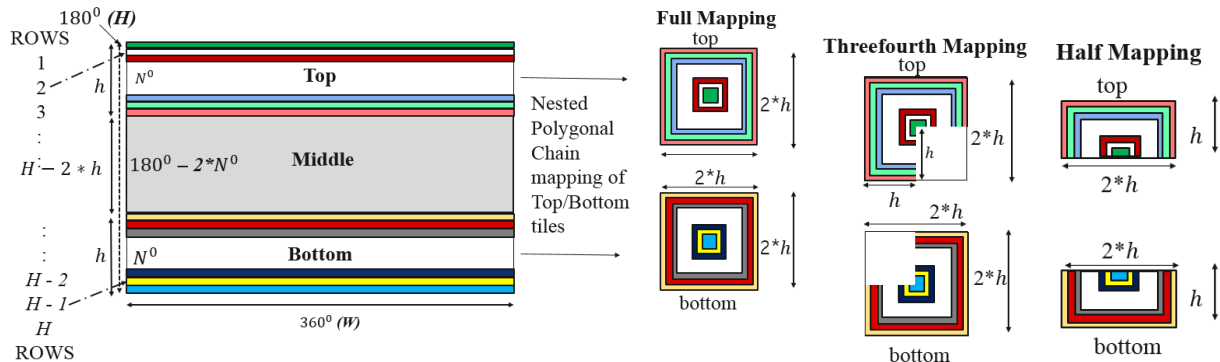 180⁰ (H)
ROWS
1
2
3
:
:
H − 2 * h
:
:
H - 2
H - 1
H
ROWS
h
h
N⁰
Top
180⁰ – 2*N⁰
Middle
N⁰
Bottom
360⁰ (W)
Nested
Polygonal
Chain
mapping of
Top/Bottom
tiles
Full Mapping
top
2*h
2*h
2*h
bottom
Threefourth Mapping
top
h
2*h
h
2*h
2*h
bottom
Half Mapping
top
h
2*h
2*h
h
bottom